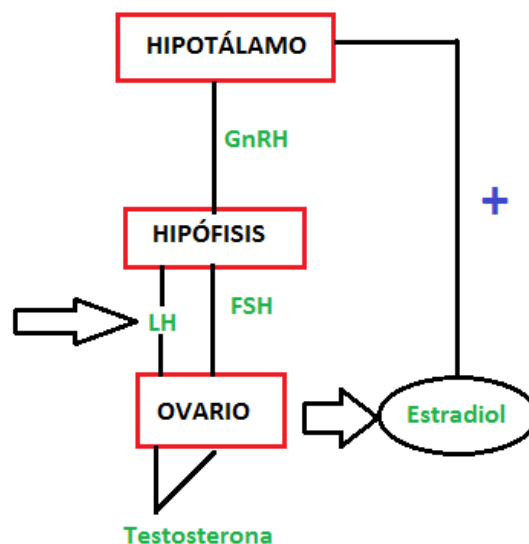 HIPOTÁLAMO
GnRH
+
HIPÓFISIS
LH
FSH
OVARIO
Estradiol
Testosterona